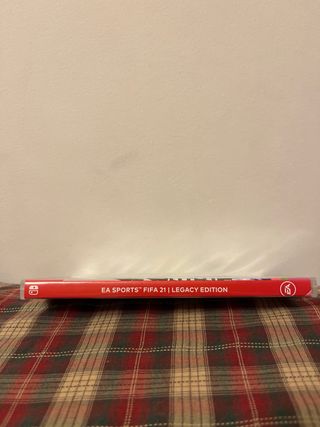 EA SPORTS™ FIFA 21 | LEGACY EDITION